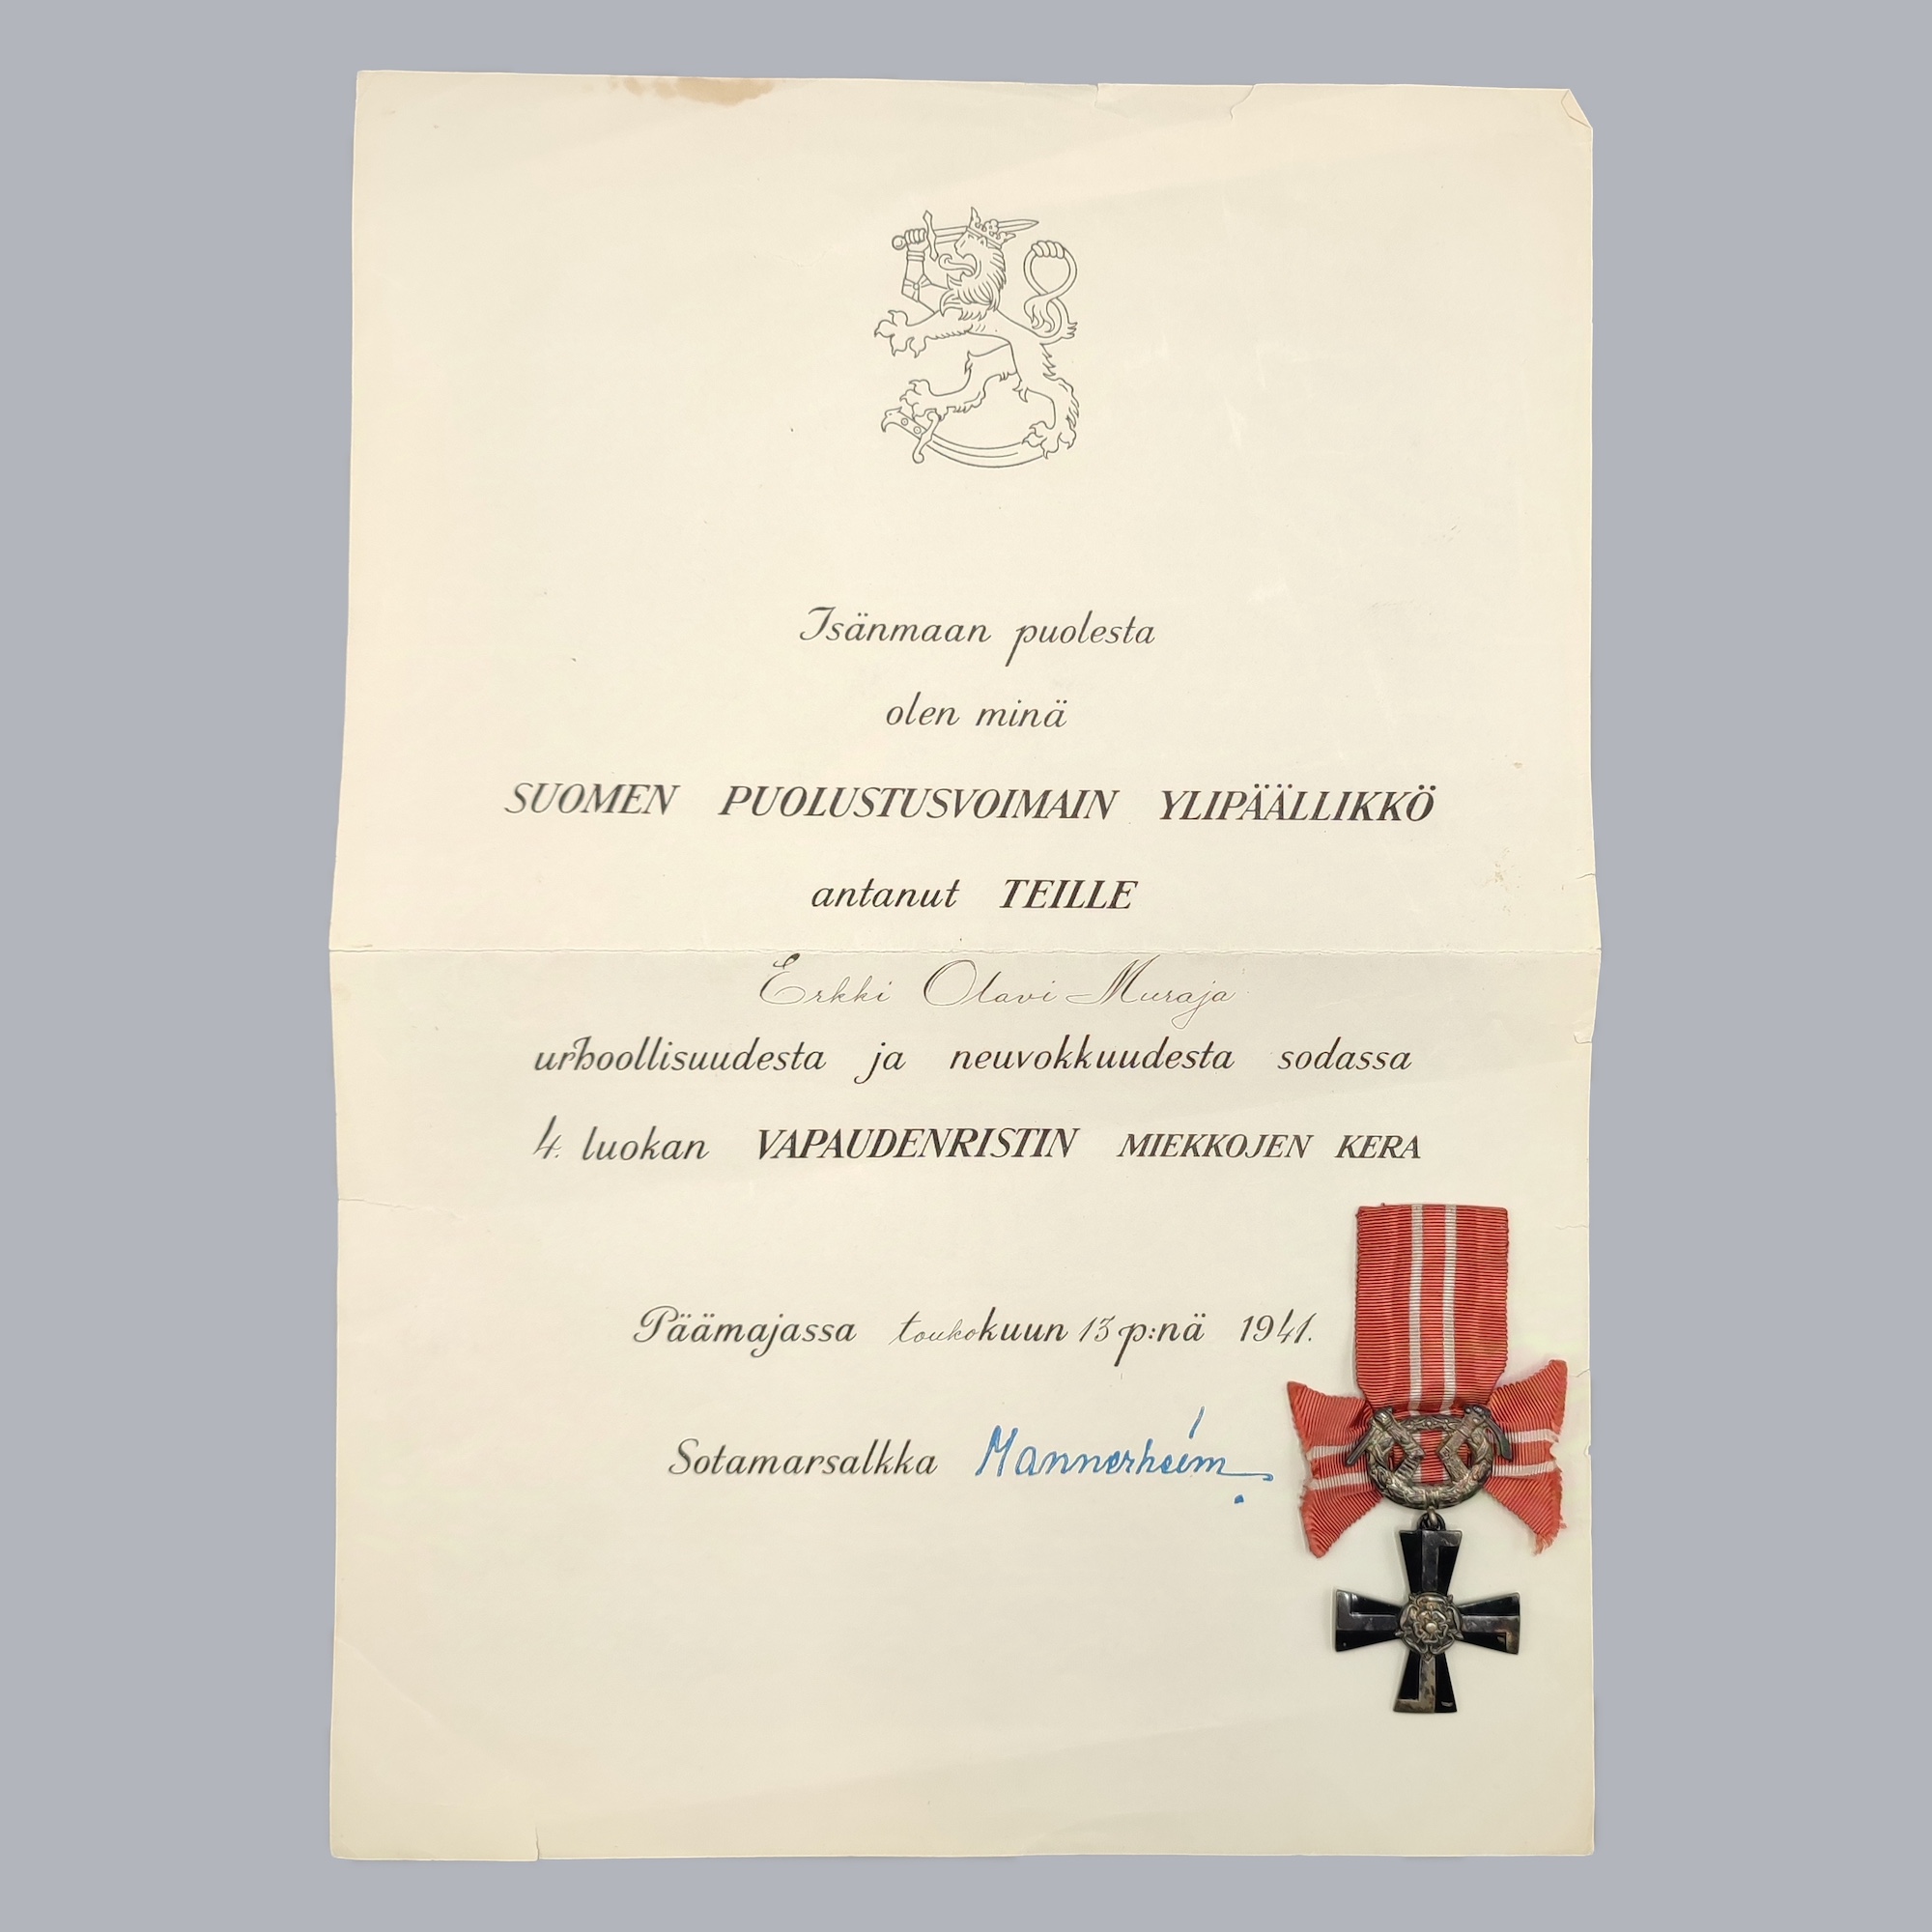 Isänmaan puolesta
olen minä
SUOMEN PUOLUSTUSVOIMAIN YLIPÄÄLLIKKÖ
antanut TEILLE
Erkki Olavi Muraja
urhoollisuudesta ja neuvokkuudesta sodassa
4. luokan VAPAUDENRISTIN MIEKKOJEN KERA
Päämajassa toukokuun 13 p:nä 1941.
Sotamarsalkka Mannerheim